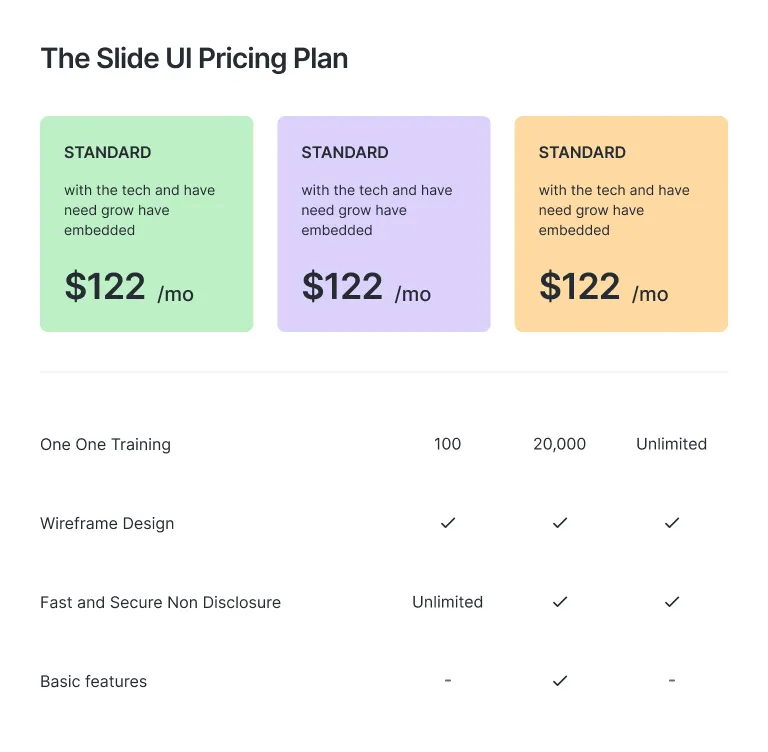 The Slide UI Pricing Plan
STANDARD
with the tech and have
need grow have
embedded
$122 /mo
STANDARD
with the tech and have
need grow have
embedded
$122 /mo
STANDARD
with the tech and have
need grow have
embedded
$122 /mo
One One Training 100 20,000 Unlimited
Wireframe Design ✓ ✓ ✓
Fast and Secure Non Disclosure Unlimited ✓ ✓
Basic features - ✓ -